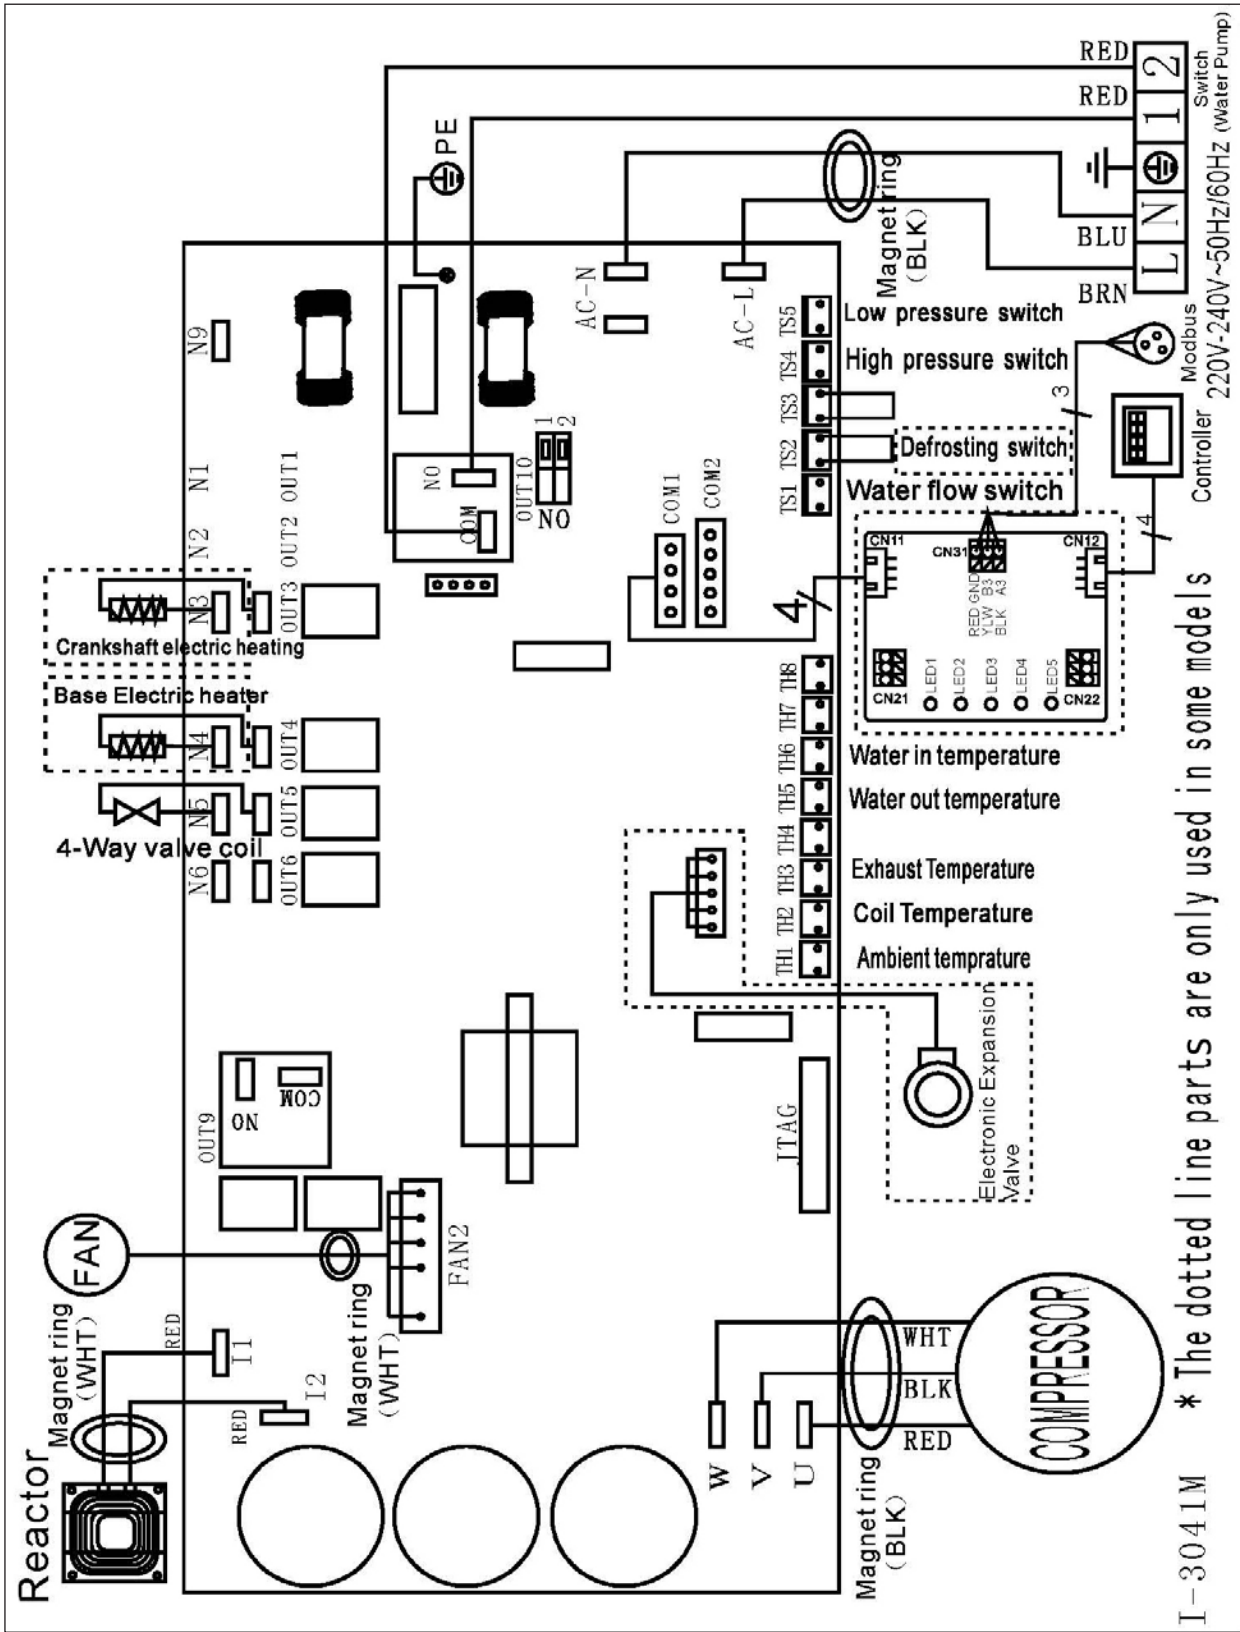 Reactor
Magnet ring
(WHT)
RED
RED
I1
I2
FAN
Magnet ring
(WHT)
FAN2
OUT9
NO
COM
4-Way valve coil
N6
OUT6
N5
OUT5
Base Electric heater
N4
OUT4
Crankshaft electric heating
N3
OUT3
N2
OUT2
N1
OUT1
N9
PE
NO
COM
OUT10
NO
1
2
AC-N
AC-L
COM1
COM2
4
W
V
U
WHT
BLK
RED
Magnet ring
(BLK)
COMPRESSOR
JTAG
Electronic Expansion
Valve
TH1
TH2
TH3
TH4
TH5
TH6
TH7
TH8
TS1
TS2
TS3
TS4
TS5
Ambient temprature
Coil Temperature
Exhaust Temperature
Water out temperature
Water in temperature
Water flow switch
Defrosting switch
High pressure switch
Low pressure switch
Magnet ring
(BLK)
CN11
CN31
CN12
RED GND
YLW B3
BLK A3
CN21
LED1
LED2
LED3
LED4
LED5
CN22
3
4
Modbus
Controller
BRN
BLU
RED
RED
L
N
1
2
Switch
220V-240V~50Hz/60Hz (Water Pump)
I-3041M
* The dotted line parts are only used in some models